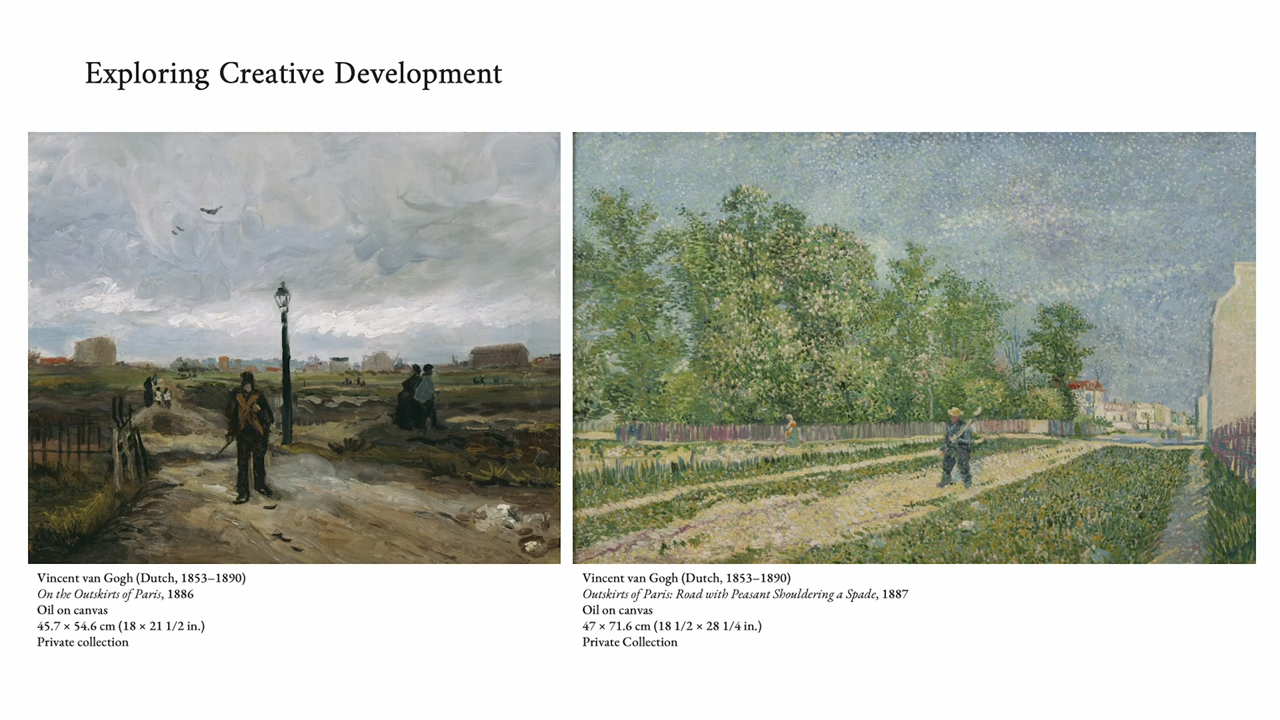 Exploring Creative Development
Vincent van Gogh (Dutch, 1853–1890)
On the Outskirts of Paris, 1886
Oil on canvas
45.7 × 54.6 cm (18 × 21 1/2 in.)
Private collection
Vincent van Gogh (Dutch, 1853–1890)
Outskirts of Paris: Road with Peasant Shouldering a Spade, 1887
Oil on canvas
47 × 71.6 cm (18 1/2 × 28 1/4 in.)
Private Collection